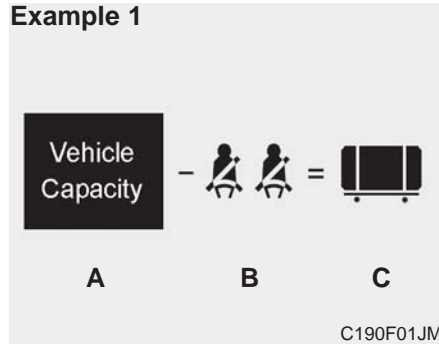 Example 1
Vehicle
Capacity
- =
A B C
C190F01JM